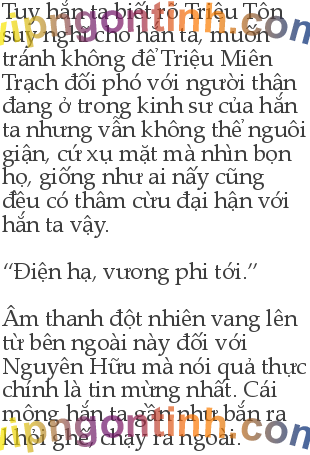 Tuy hắn ta biết rõ Triệu Tôn
suy nghĩ cho hắn ta, muốn
tránh không để Triệu Miên
Trạch đối phó với người thân
đang ở trong kinh sư của hắn
ta nhưng vẫn không thể nguôi
giận, cứ xụ mặt mà nhìn bọn
họ, giống như ai nấy cũng
đều có thâm cừu đại hận với
hắn ta vậy.
“Điện hạ, vương phi tới.”
Âm thanh đột nhiên vang lên
từ bên ngoài này đối với
Nguyên Hữu mà nói quả thực
chính là tin mừng nhất. Cái
mông hắn ta gần như bắn ra
khỏi ghế, chạy ra ngoài.